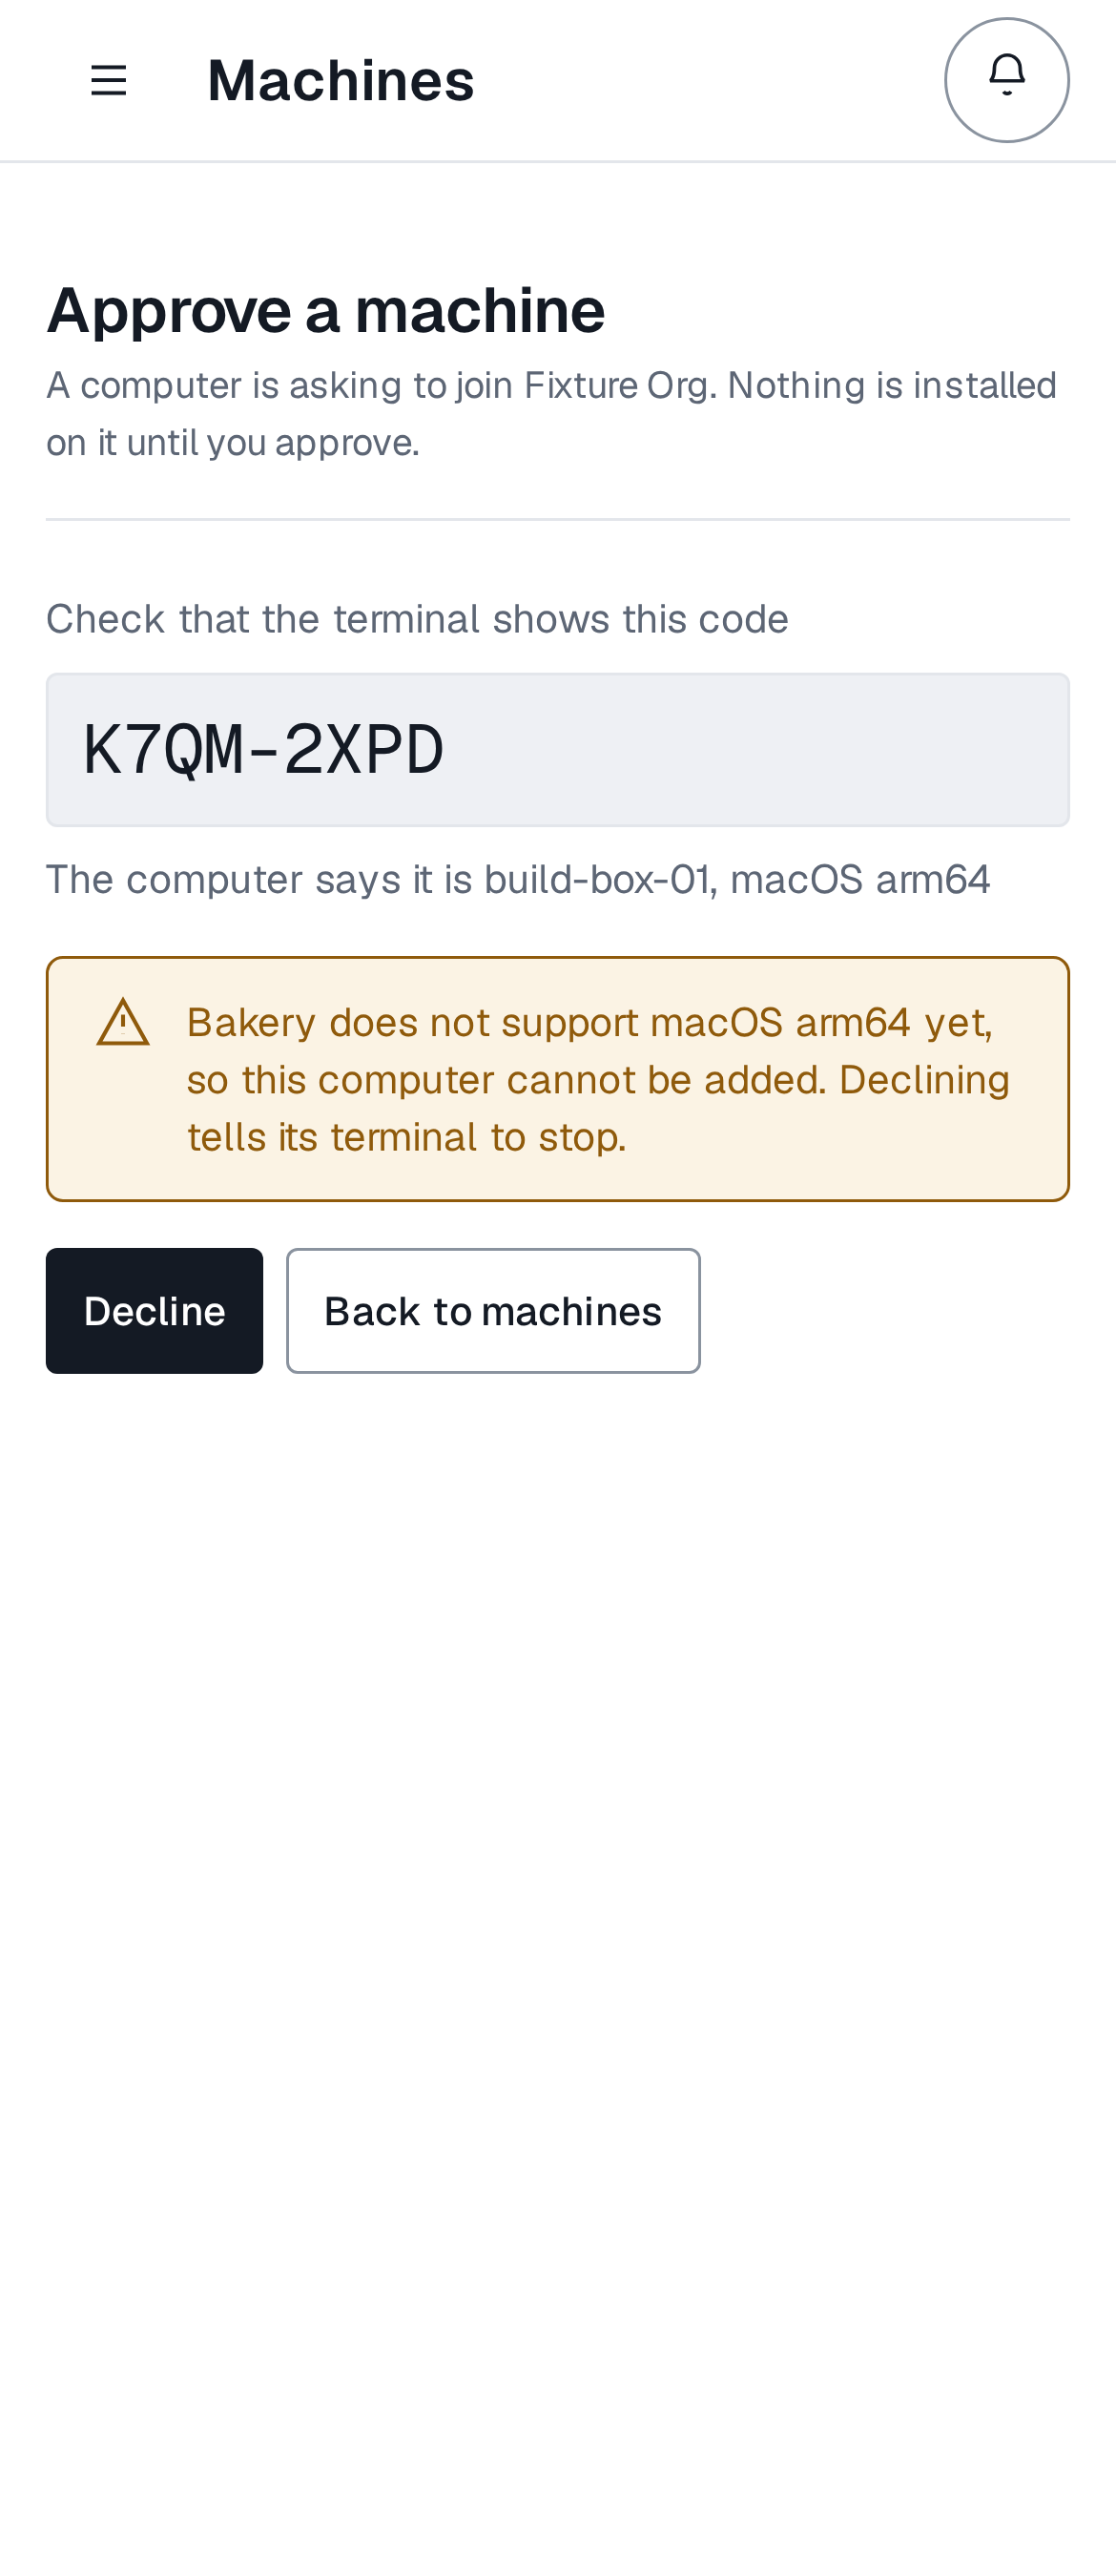 Machines
Approve a machine
A computer is asking to join Fixture Org. Nothing is installed
on it until you approve.
Check that the terminal shows this code
K7QM-2XPD
The computer says it is build-box-01, macOS arm64
Bakery does not support macOS arm64 yet,
so this computer cannot be added. Declining
tells its terminal to stop.
Decline
Back to machines